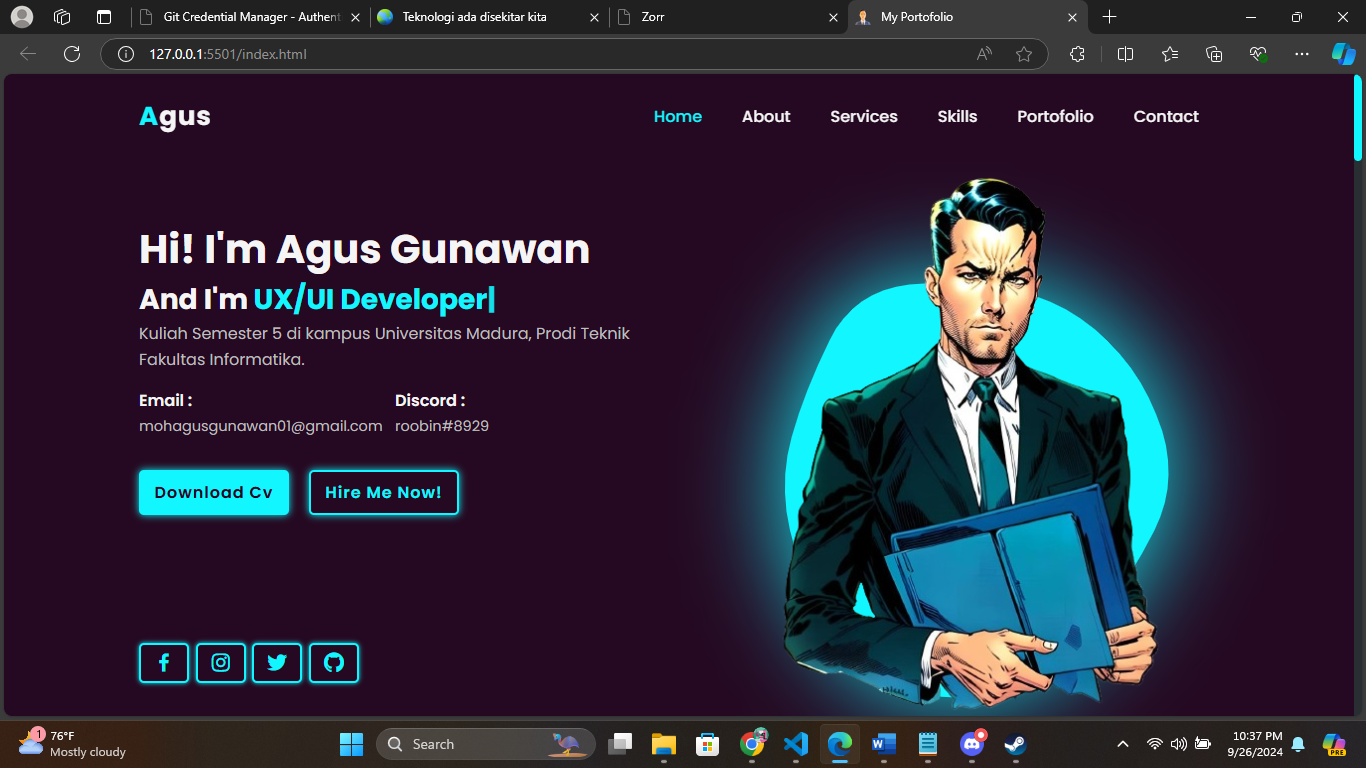 Git Credential Manager - Authent
Teknologi ada disekitar kita
Zorr
My Portofolio
127.0.0.1:5501/index.html
Agus
Home
About
Services
Skills
Portofolio
Contact
Hi! I'm Agus Gunawan
And I'm UX/UI Developer|
Kuliah Semester 5 di kampus Universitas Madura, Prodi Teknik
Fakultas Informatika.
Email :
Discord :
mohagusgunawan01@gmail.com
roobin#8929
Download Cv
Hire Me Now!
1
76°F
Mostly cloudy
Search
10:37 PM
9/26/2024
PRE